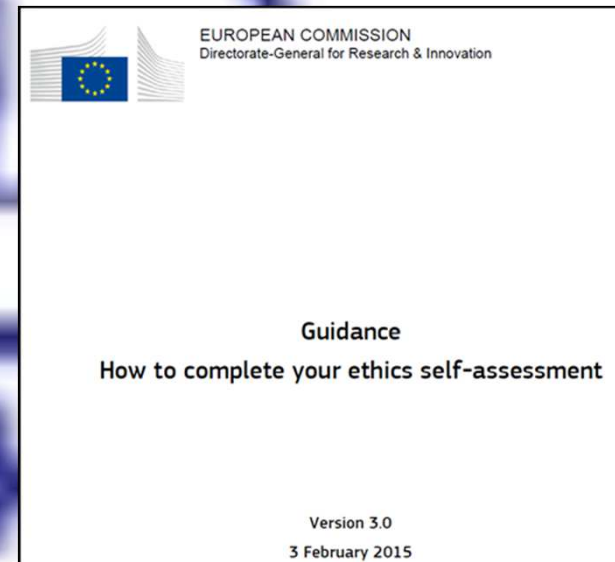 EUROPEAN COMMISSION
Directorate-General for Research & Innovation
Guidance
How to complete your ethics self-assessment
Version 3.0
3 February 2015